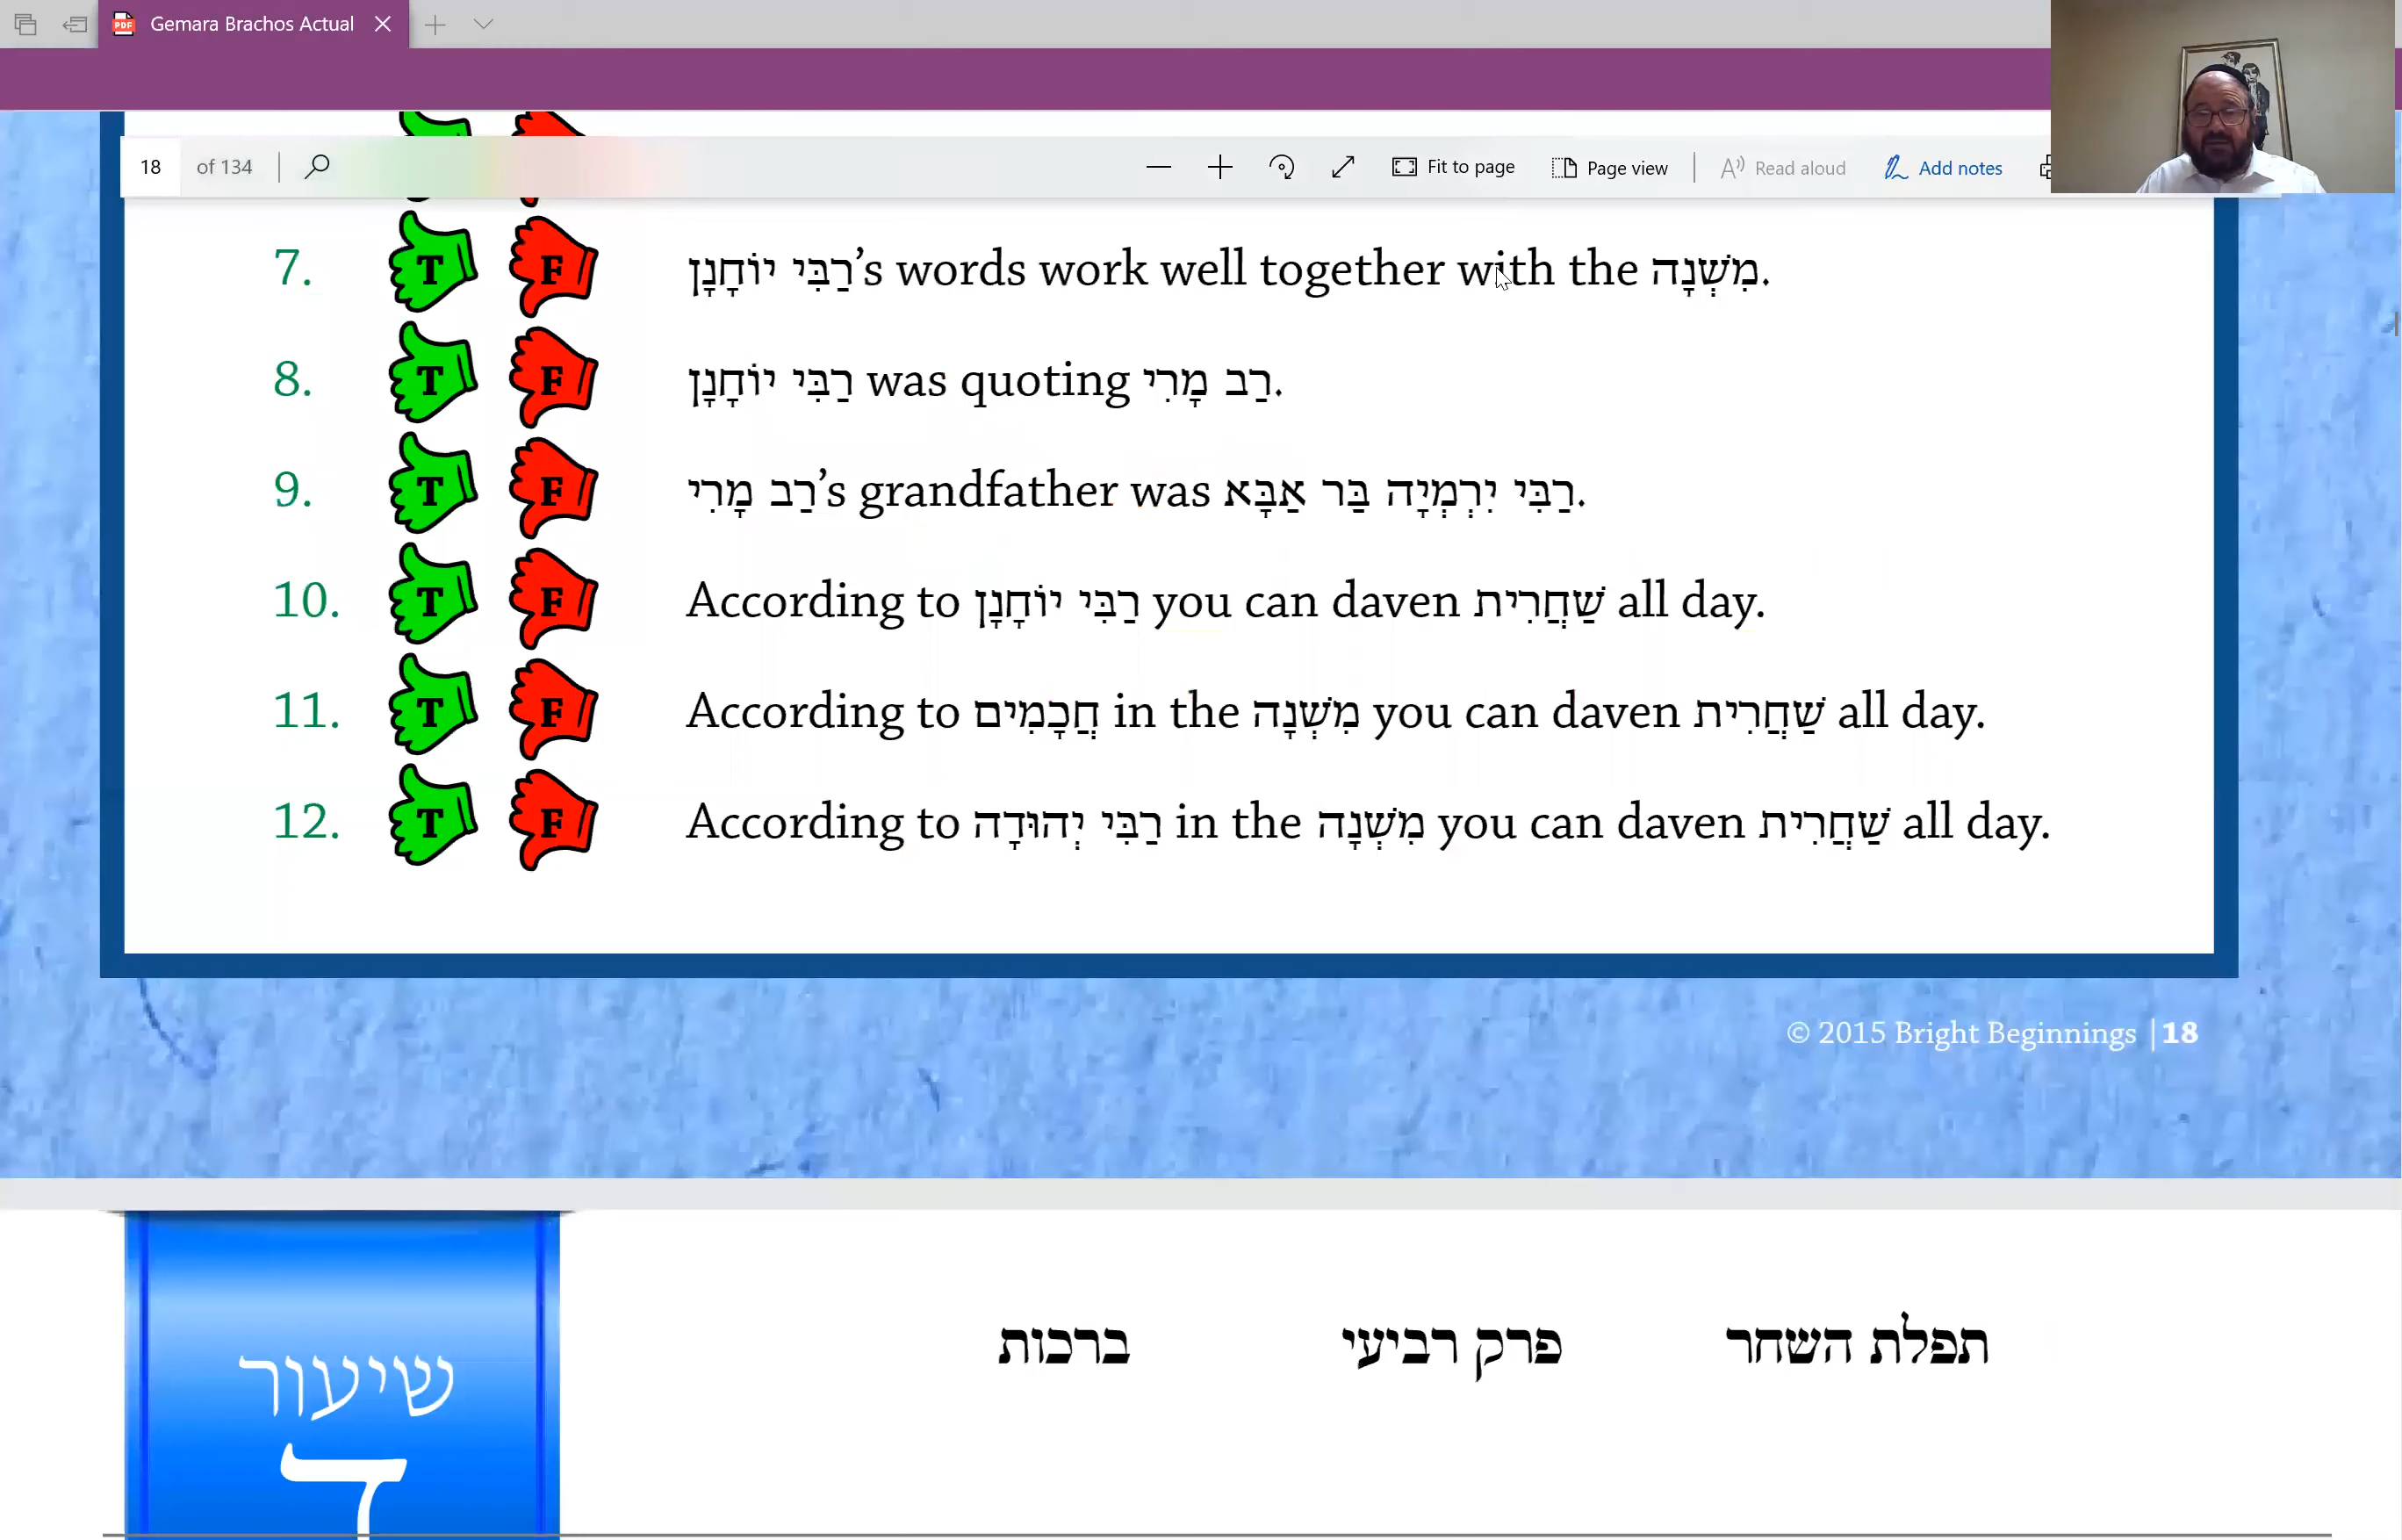 Gemara Brachos Actual
18 of 134 Fit to page Page view Read aloud Add notes
7. T F רַבִּי יוֹחָנָן’s words work well together with the מִשְׁנָה.
8. T F רַבִּי יוֹחָנָן was quoting רַב מָרִי.
9. T F רַב מָרִי’s grandfather was רַבִּי יִרְמְיָה בַּר אַבָּא.
10. T F According to רַבִּי יוֹחָנָן you can daven שַׁחֲרִית all day.
11. T F According to חֲכָמִים in the מִשְׁנָה you can daven שַׁחֲרִית all day.
12. T F According to רַבִּי יְהוּדָה in the מִשְׁנָה you can daven שַׁחֲרִית all day.
© 2015 Bright Beginnings | 18
תפלת השחר פרק רביעי ברכות
שיעור
ד